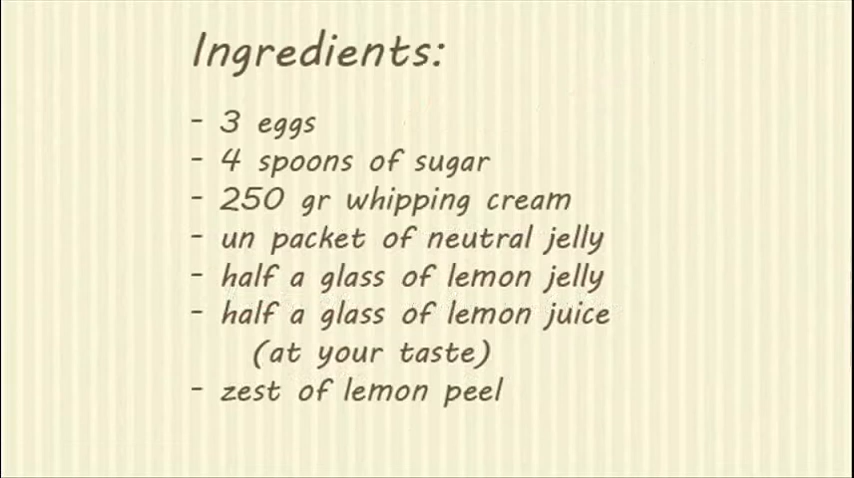 Ingredients:
- 3 eggs
- 4 spoons of sugar
- 250 gr whipping cream
- un packet of neutral jelly
- half a glass of lemon jelly
- half a glass of lemon juice
(at your taste)
- zest of lemon peel